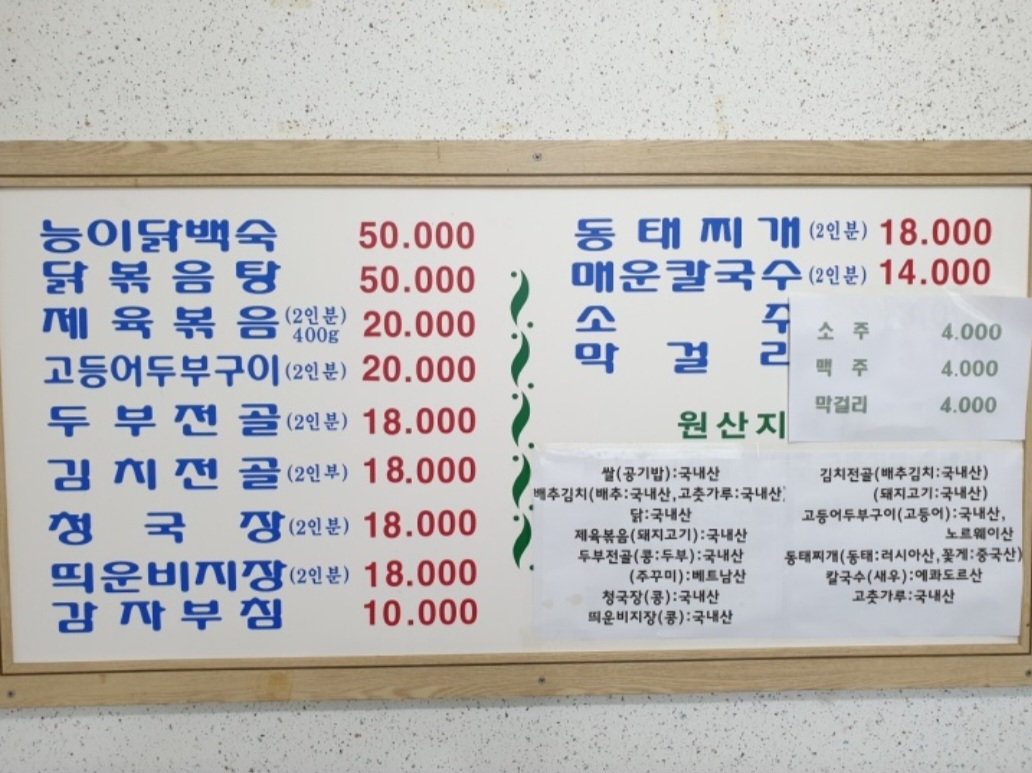 능이닭백숙 50.000
닭볶음탕 50.000
제육볶음(2인분) 400g 20.000
고등어두부구이(2인분) 20.000
두부전골(2인분) 18.000
김치전골(2인부) 18.000
청국장(2인분) 18.000
띄운비지장(2인분) 18.000
감자부침 10.000
동태찌개(2인분) 18.000
매운칼국수(2인분) 14.000
소주
막걸리
소주 4.000
맥주 4.000
막걸리 4.000
원산지
쌀(공기밥):국내산
배추김치(배추:국내산,고춧가루:국내산)
닭:국내산
제육볶음(돼지고기):국내산
두부전골(콩:두부):국내산
(주꾸미):베트남산
청국장(콩):국내산
띄운비지장(콩):국내산
김치전골(배추김치:국내산)
(돼지고기:국내산)
고등어두부구이(고등어):국내산,
노르웨이산
동태찌개(동태:러시아산,꽃게:중국산)
칼국수(새우):에콰도르산
고춧가루:국내산